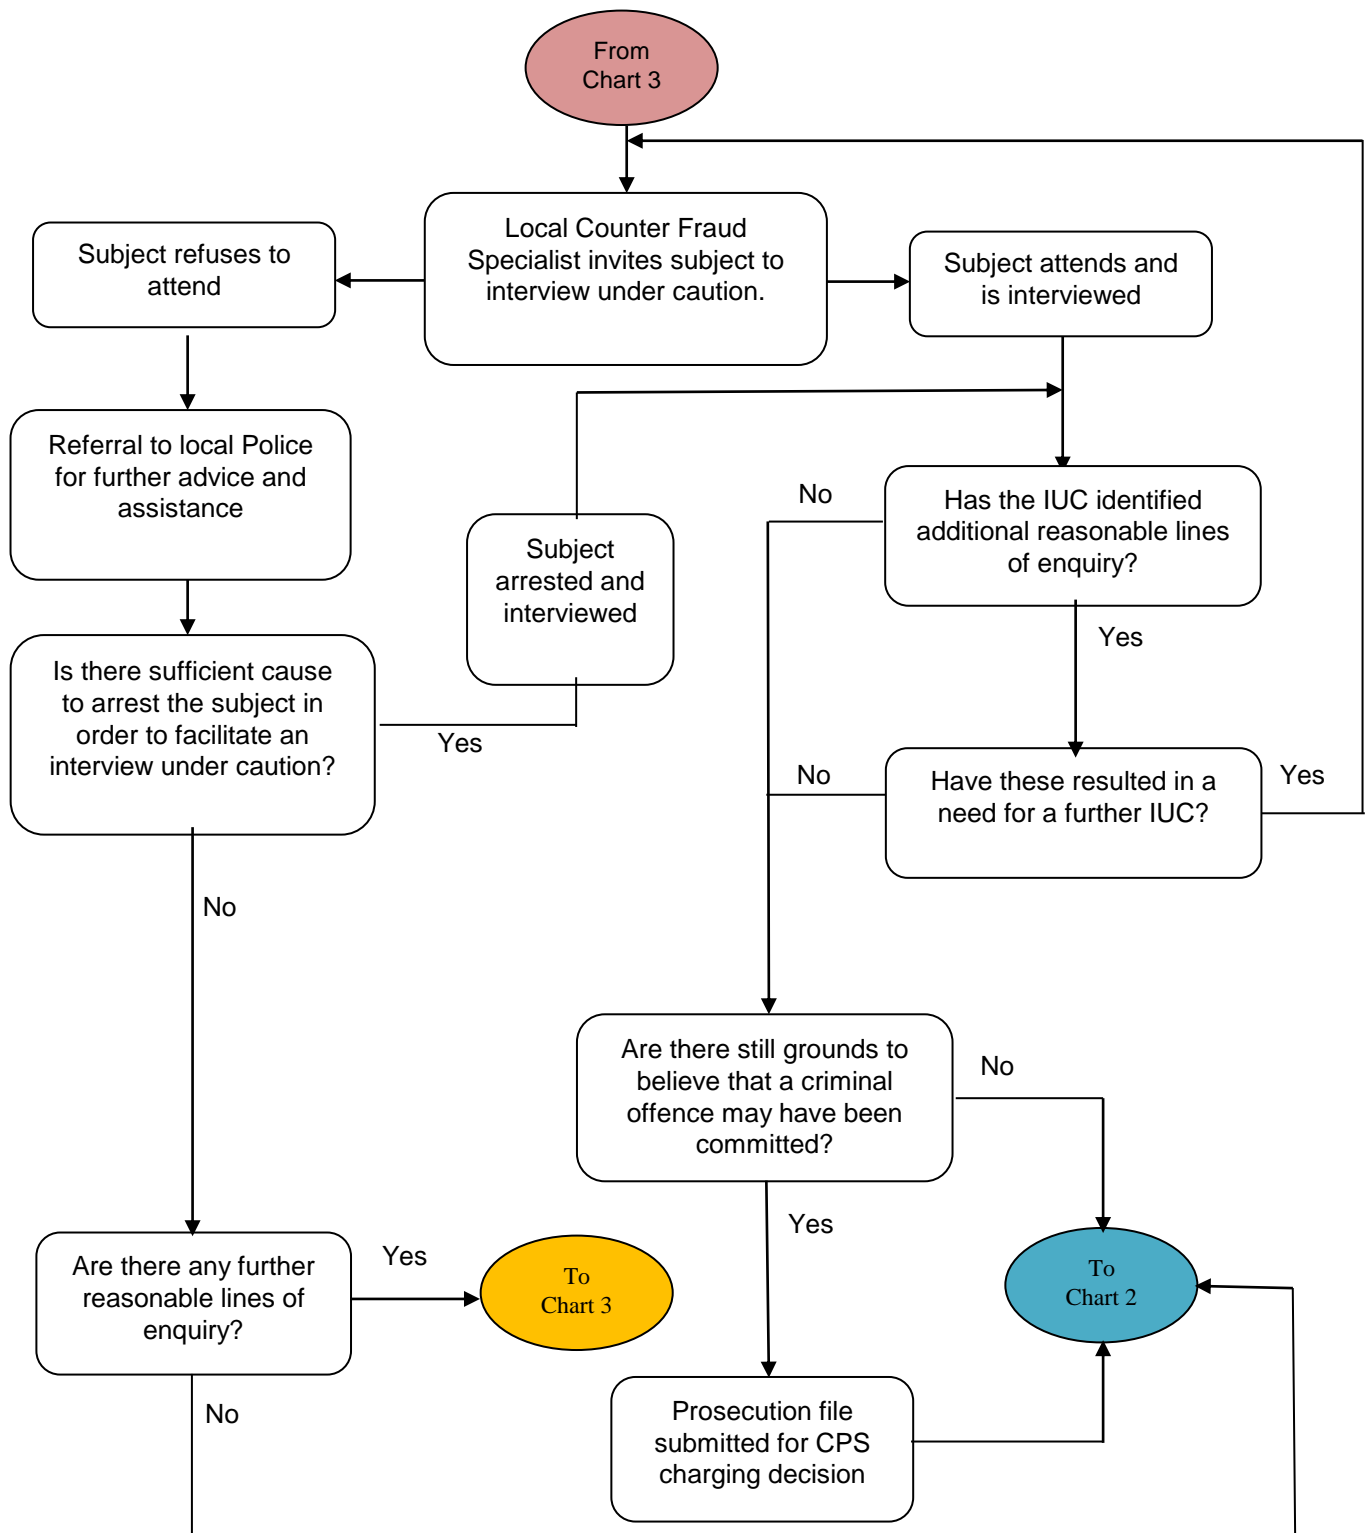 From
Chart 3
Local Counter Fraud
Specialist invites subject to
interview under caution.
Subject refuses to
attend
Subject attends and
is interviewed
Referral to local Police
for further advice and
assistance
Subject
arrested and
interviewed
No
Has the IUC identified
additional reasonable lines
of enquiry?
Yes
Is there sufficient cause
to arrest the subject in
order to facilitate an
interview under caution?
Yes
No
Have these resulted in a
need for a further IUC?
Yes
No
Are there still grounds to
believe that a criminal
offence may have been
committed?
No
Yes
Are there any further
reasonable lines of
enquiry?
Yes
To
Chart 3
To
Chart 2
No
Prosecution file
submitted for CPS
charging decision